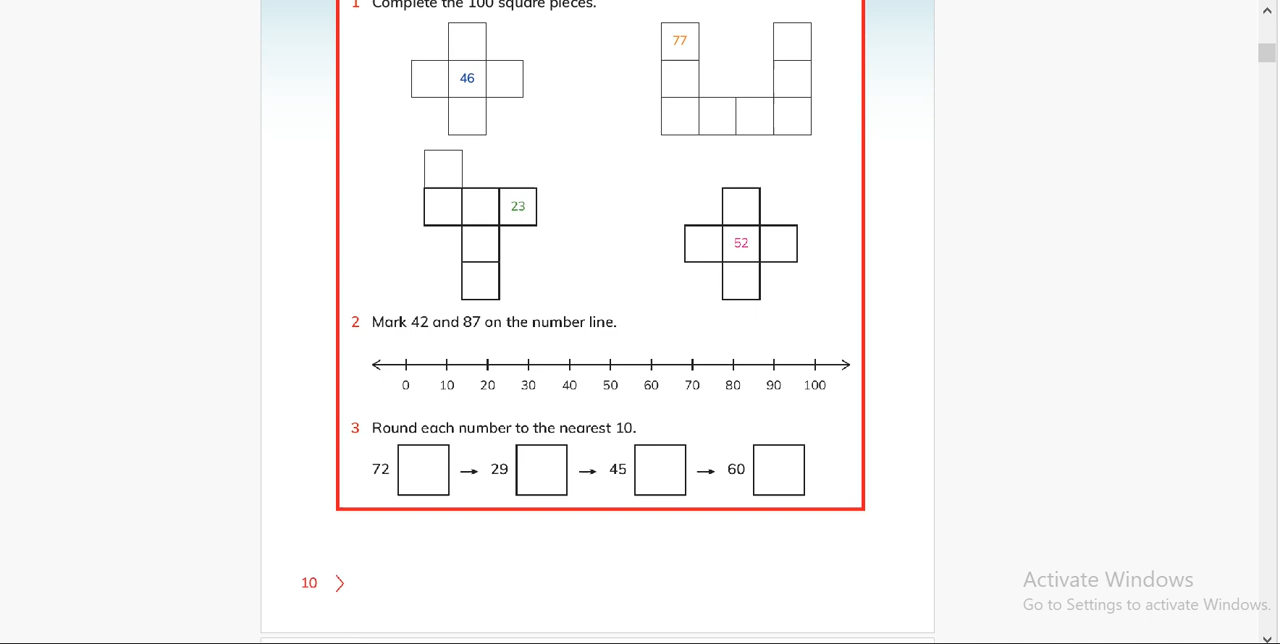 1 Complete the 100 square pieces.
46
77
23
52
2 Mark 42 and 87 on the number line.
0 10 20 30 40 50 60 70 80 90 100
3 Round each number to the nearest 10.
72 → 29 → 45 → 60
10
Activate Windows
Go to Settings to activate Windows.